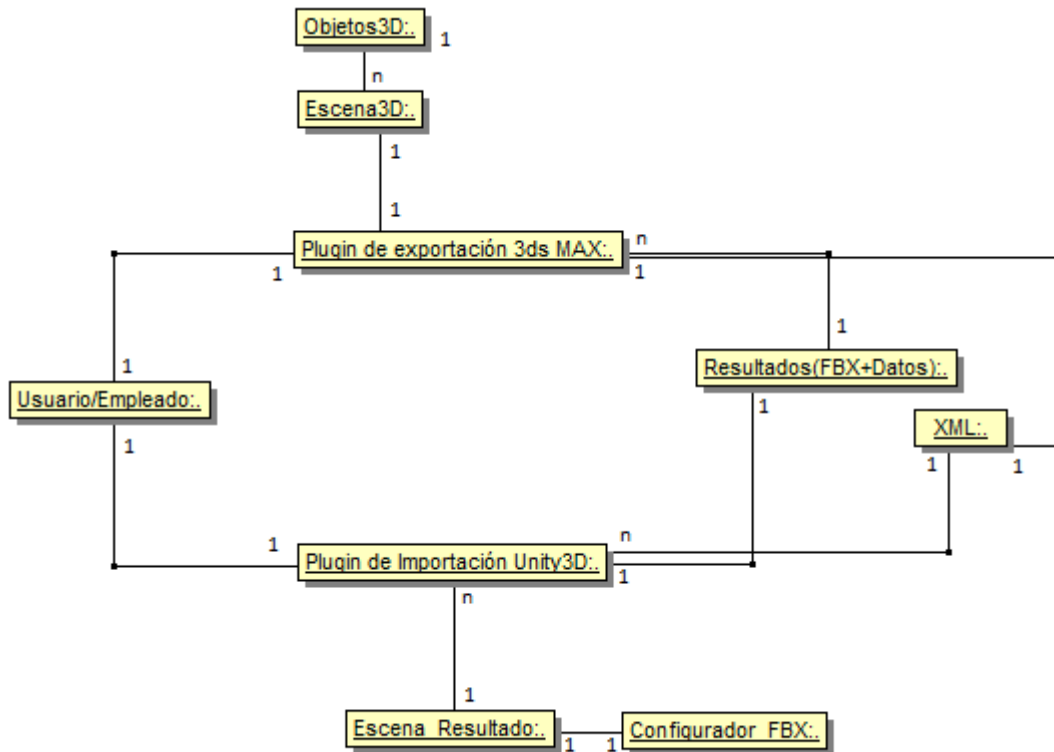 Objetos3D:.
1
n
Escena3D:.
1
1
Plugin de exportación 3ds MAX:.
n
1
1
1
1
Resultados(FBX+Datos):.
Usuario/Empleado:.
1
XML:.
1
1
1
n
1
Plugin de Importación Unity3D:.
1
n
1
Escena_Resultado:.
1
1
Configurador_FBX:.